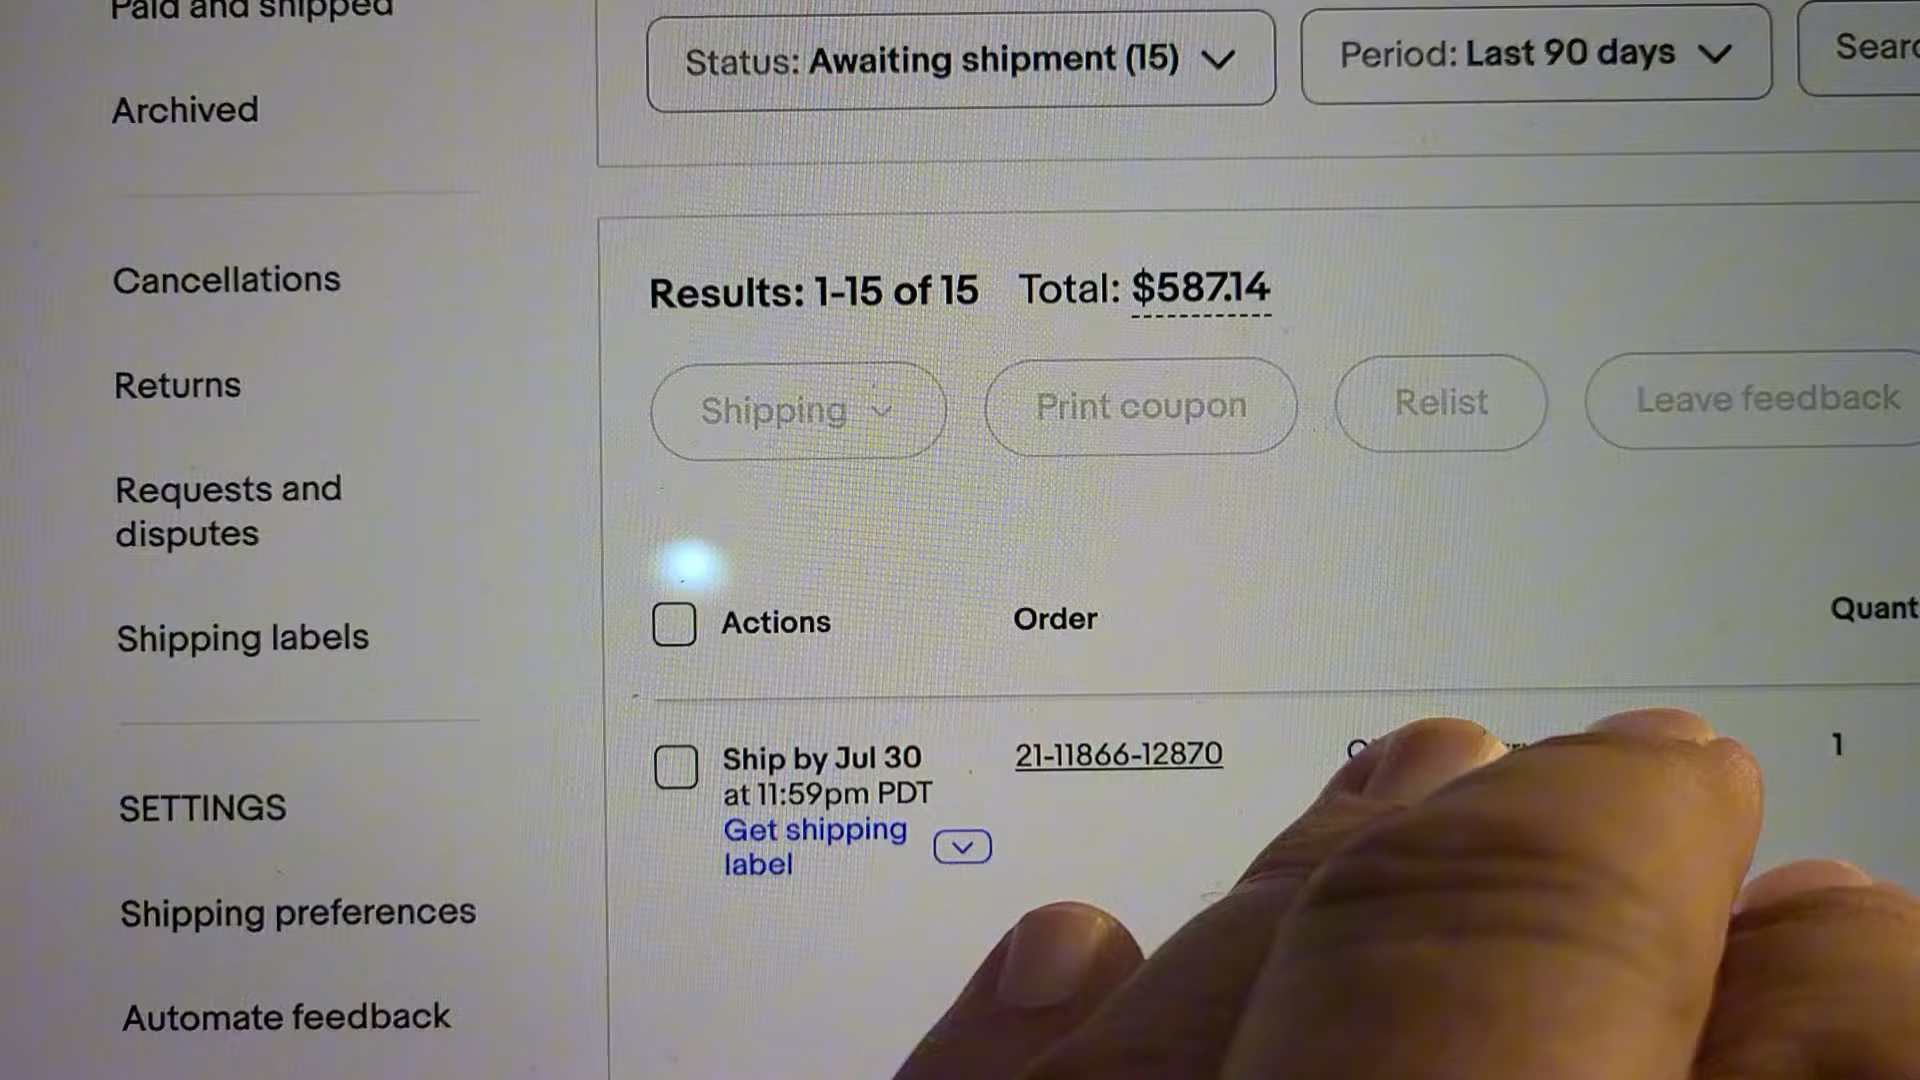 Paid and shipped
Archived
Cancellations
Returns
Requests and
disputes
Shipping labels
SETTINGS
Shipping preferences
Automate feedback
Status: Awaiting shipment (15)
Period: Last 90 days
Results: 1-15 of 15 Total: $587.14
Shipping
Print coupon
Relist
Leave feedback
Actions
Order
Ship by Jul 30
at 11:59pm PDT
Get shipping
label
21-11866-12870
1